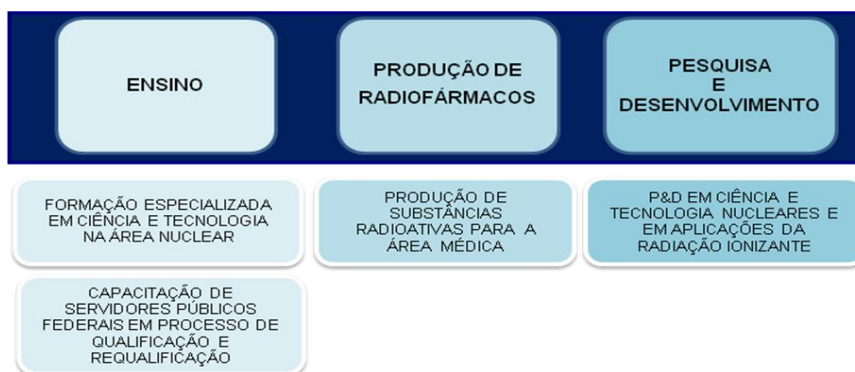 ENSINO
PRODUÇÃO DE
RADIOFÁRMACOS
PESQUISA
E
DESENVOLVIMENTO
FORMAÇÃO ESPECIALIZADA
EM CIÊNCIA E TECNOLOGIA
NA ÁREA NUCLEAR
PRODUÇÃO DE
SUBSTÂNCIAS
RADIOATIVAS PARA A
ÁREA MÉDICA
P&D EM CIÊNCIA E
TECNOLOGIA NUCLEARES E
EM APLICAÇÕES DA
RADIAÇÃO IONIZANTE
CAPACITAÇÃO DE
SERVIDORES PÚBLICOS
FEDERAIS EM PROCESSO DE
QUALIFICAÇÃO E
REQUALIFICAÇÃO